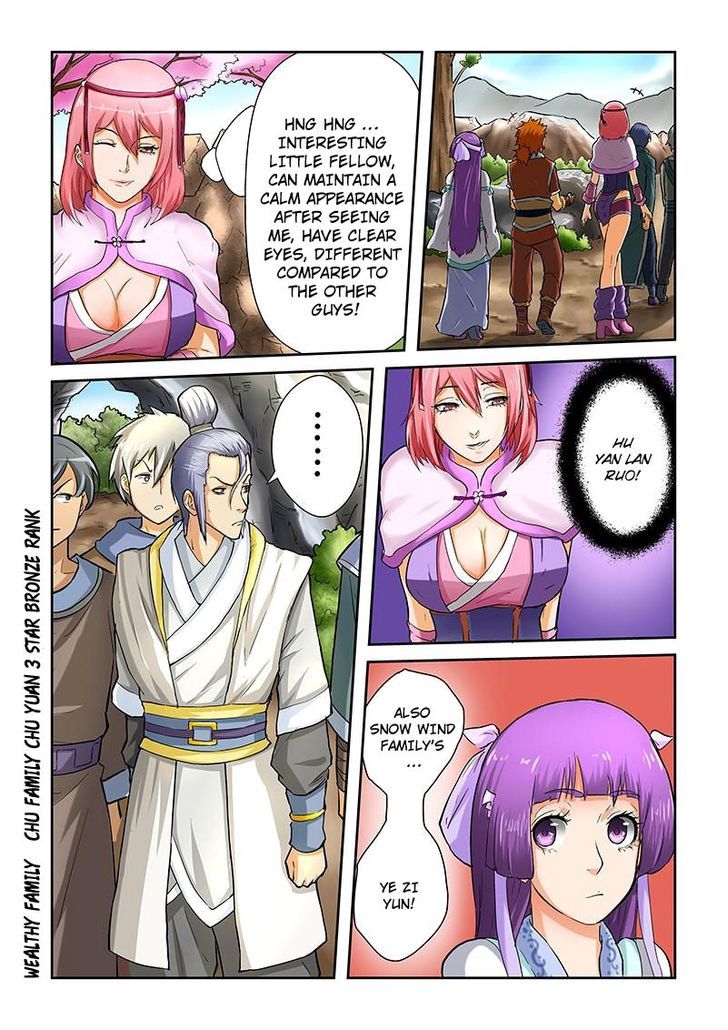 HNG HNG ...
INTERESTING
LITTLE FELLOW,
CAN MAINTAIN A
CALM APPEARANCE
AFTER SEEING
ME, HAVE CLEAR
EYES, DIFFERENT
COMPARED TO
THE OTHER
GUYS!
HU
YAN LAN
RUO!
.....
WEALTHY FAMILY CHU FAMILY CHU YUAN 3 STAR BRONZE RANK
ALSO
SNOW WIND
FAMILY'S
...
YE ZI
YUN!